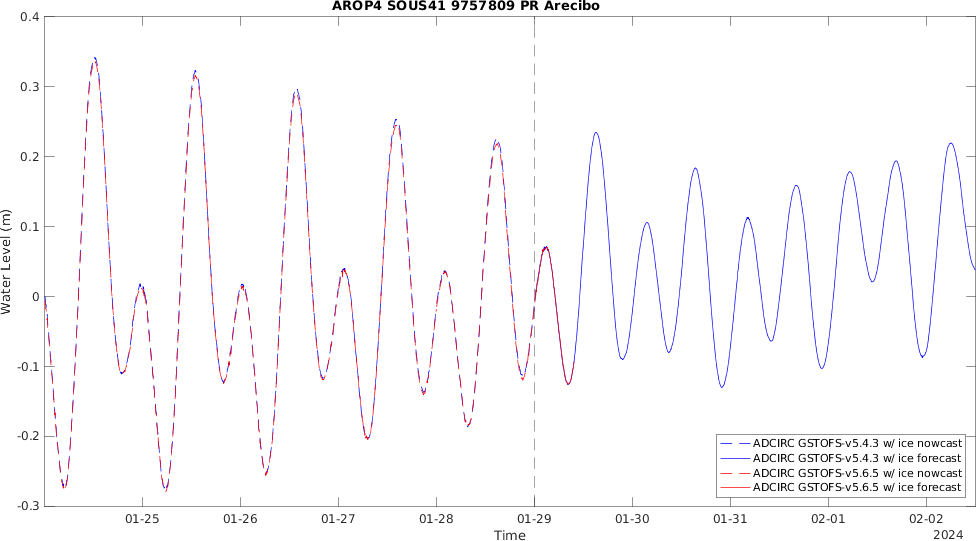 AROP4 SOUS41 9757809 PR Arecibo
0.4
0.3
0.2
0.1
0
-0.1
-0.2
-0.3
Water Level (m)
01-25
01-26
01-27
01-28
01-29
01-30
01-31
02-01
02-02
Time
2024
ADCIRC GSTOFS-v5.4.3 w/ ice nowcast
ADCIRC GSTOFS-v5.4.3 w/ ice forecast
ADCIRC GSTOFS-v5.6.5 w/ ice nowcast
ADCIRC GSTOFS-v5.6.5 w/ ice forecast